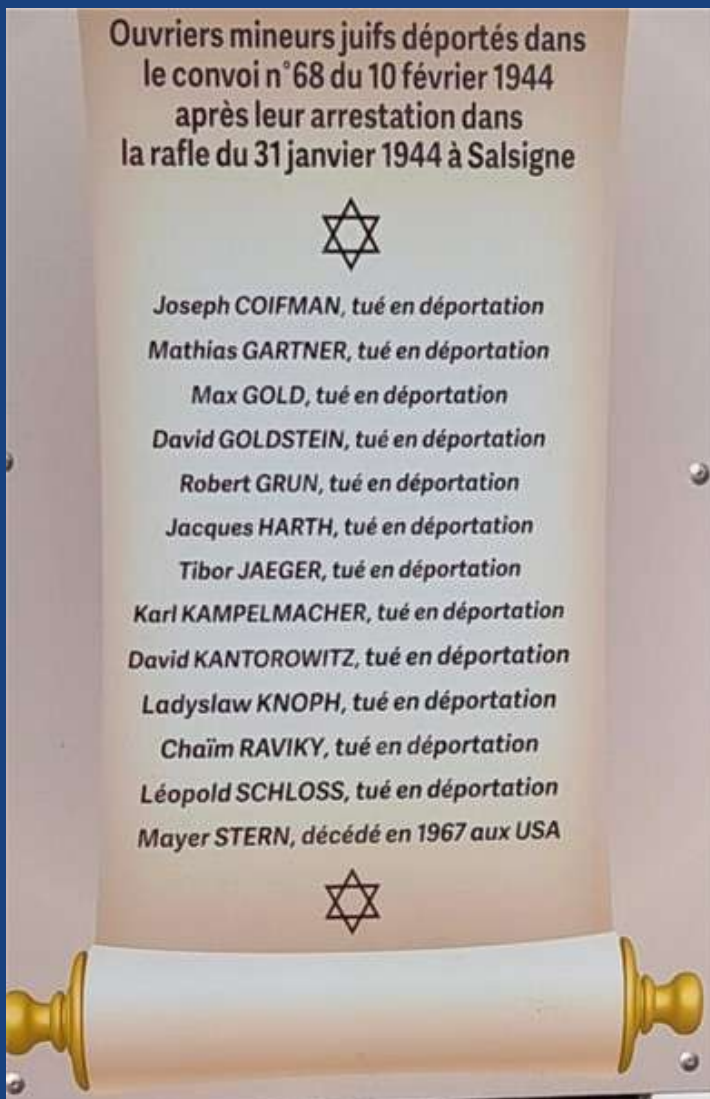 Ouvriers mineurs juifs déportés dans
le convoi n°68 du 10 février 1944
après leur arrestation dans
la rafle du 31 janvier 1944 à Salsigne
Joseph COIFMAN, tué en déportation
Mathias GARTNER, tué en déportation
Max GOLD, tué en déportation
David GOLDSTEIN, tué en déportation
Robert GRUN, tué en déportation
Jacques HARTH, tué en déportation
Tibor JAEGER, tué en déportation
Karl KAMPELMACHER, tué en déportation
David KANTOROWITZ, tué en déportation
Ladyslaw KNOPH, tué en déportation
Chaïm RAVIKY, tué en déportation
Léopold SCHLOSS, tué en déportation
Mayer STERN, décédé en 1967 aux USA